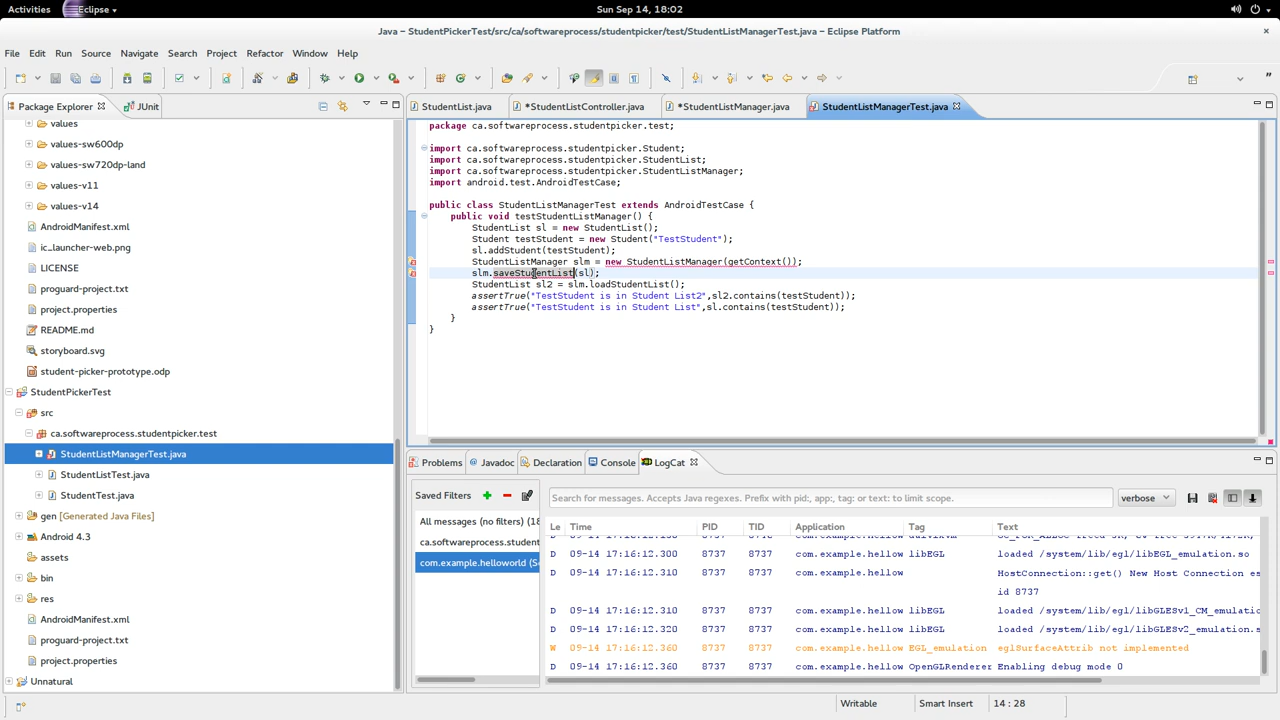 Activities Eclipse Sun Sep 14, 18:02
Java – StudentPickerTest/src/ca/softwareprocess/studentpicker/test/StudentListManagerTest.java – Eclipse Platform
File Edit Run Source Navigate Search Project Refactor Window Help
Package Explorer JUnit
values
values-sw600dp
values-sw720dp-land
values-v11
values-v14
AndroidManifest.xml
ic_launcher-web.png
LICENSE
proguard-project.txt
project.properties
README.md
storyboard.svg
student-picker-prototype.odp
StudentPickerTest
src
ca.softwareprocess.studentpicker.test
StudentListManagerTest.java
StudentListTest.java
StudentTest.java
gen [Generated Java Files]
Android 4.3
assets
bin
res
AndroidManifest.xml
proguard-project.txt
project.properties
Unnatural
StudentList.java *StudentListController.java *StudentListManager.java StudentListManagerTest.java
package ca.softwareprocess.studentpicker.test;
import ca.softwareprocess.studentpicker.Student;
import ca.softwareprocess.studentpicker.StudentList;
import ca.softwareprocess.studentpicker.StudentListManager;
import android.test.AndroidTestCase;
public class StudentListManagerTest extends AndroidTestCase {
public void testStudentListManager() {
StudentList sl = new StudentList();
Student testStudent = new Student("TestStudent");
sl.addStudent(testStudent);
StudentListManager slm = new StudentListManager(getContext());
slm.saveStudentList(sl);
StudentList sl2 = slm.loadStudentList();
assertTrue("TestStudent is in Student List2",sl2.contains(testStudent));
assertTrue("TestStudent is in Student List",sl.contains(testStudent));
}
}
Problems Javadoc Declaration Console LogCat
Saved Filters
All messages (no filters) (18
ca.softwareprocess.student
com.example.helloworld (Se
Search for messages. Accepts Java regexes. Prefix with pid:, app:, tag: or text: to limit scope. verbose
Le Time PID TID Application Tag Text
D 09-14 17:16:12.300 8737 8737 com.example.hellow libEGL loaded /system/lib/egl/libEGL_emulation.so
D 09-14 17:16:12.310 8737 8737 com.example.hellow HostConnection::get() New Host Connection es
id 8737
D 09-14 17:16:12.310 8737 8737 com.example.hellow libEGL loaded /system/lib/egl/libGLESv1_CM_emulatio
D 09-14 17:16:12.320 8737 8737 com.example.hellow libEGL loaded /system/lib/egl/libGLESv2_emulation.s
W 09-14 17:16:12.360 8737 8737 com.example.hellow EGL_emulation eglSurfaceAttrib not implemented
D 09-14 17:16:12.360 8737 8737 com.example.hellow OpenGLRenderer Enabling debug mode 0
Writable Smart Insert 14 : 28